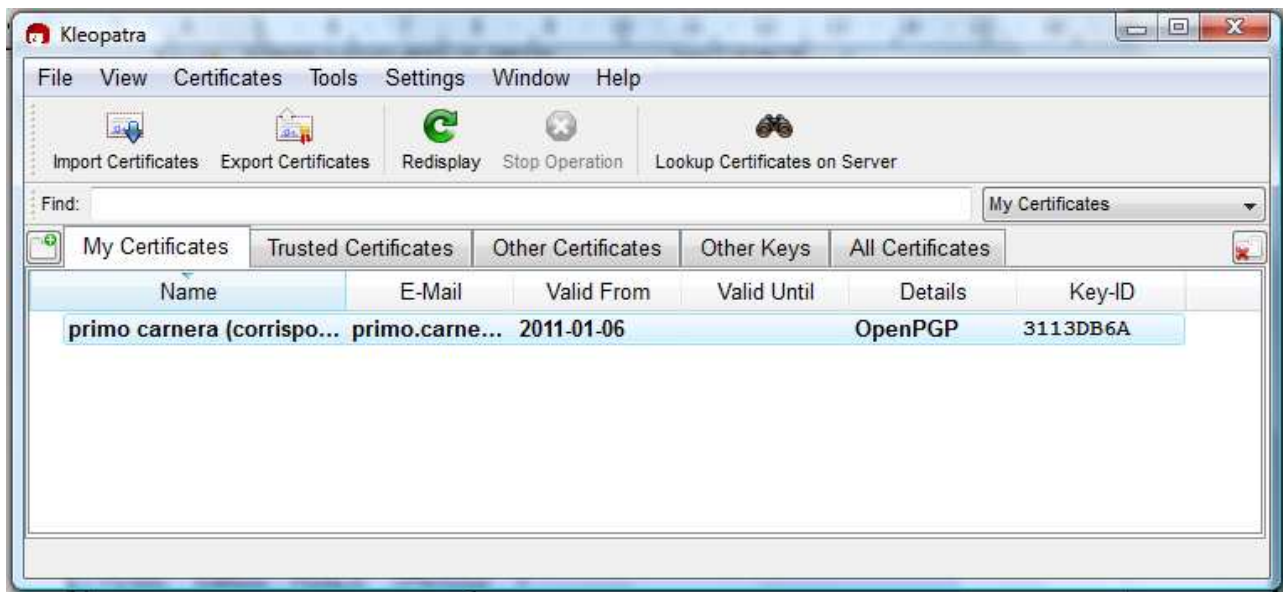 Kleopatra
File View Certificates Tools Settings Window Help
Import Certificates Export Certificates Redisplay Stop Operation Lookup Certificates on Server
Find: My Certificates
My Certificates Trusted Certificates Other Certificates Other Keys All Certificates
Name E-Mail Valid From Valid Until Details Key-ID
primo carnera (corrispo... primo.carne... 2011-01-06 OpenPGP 3113DB6A